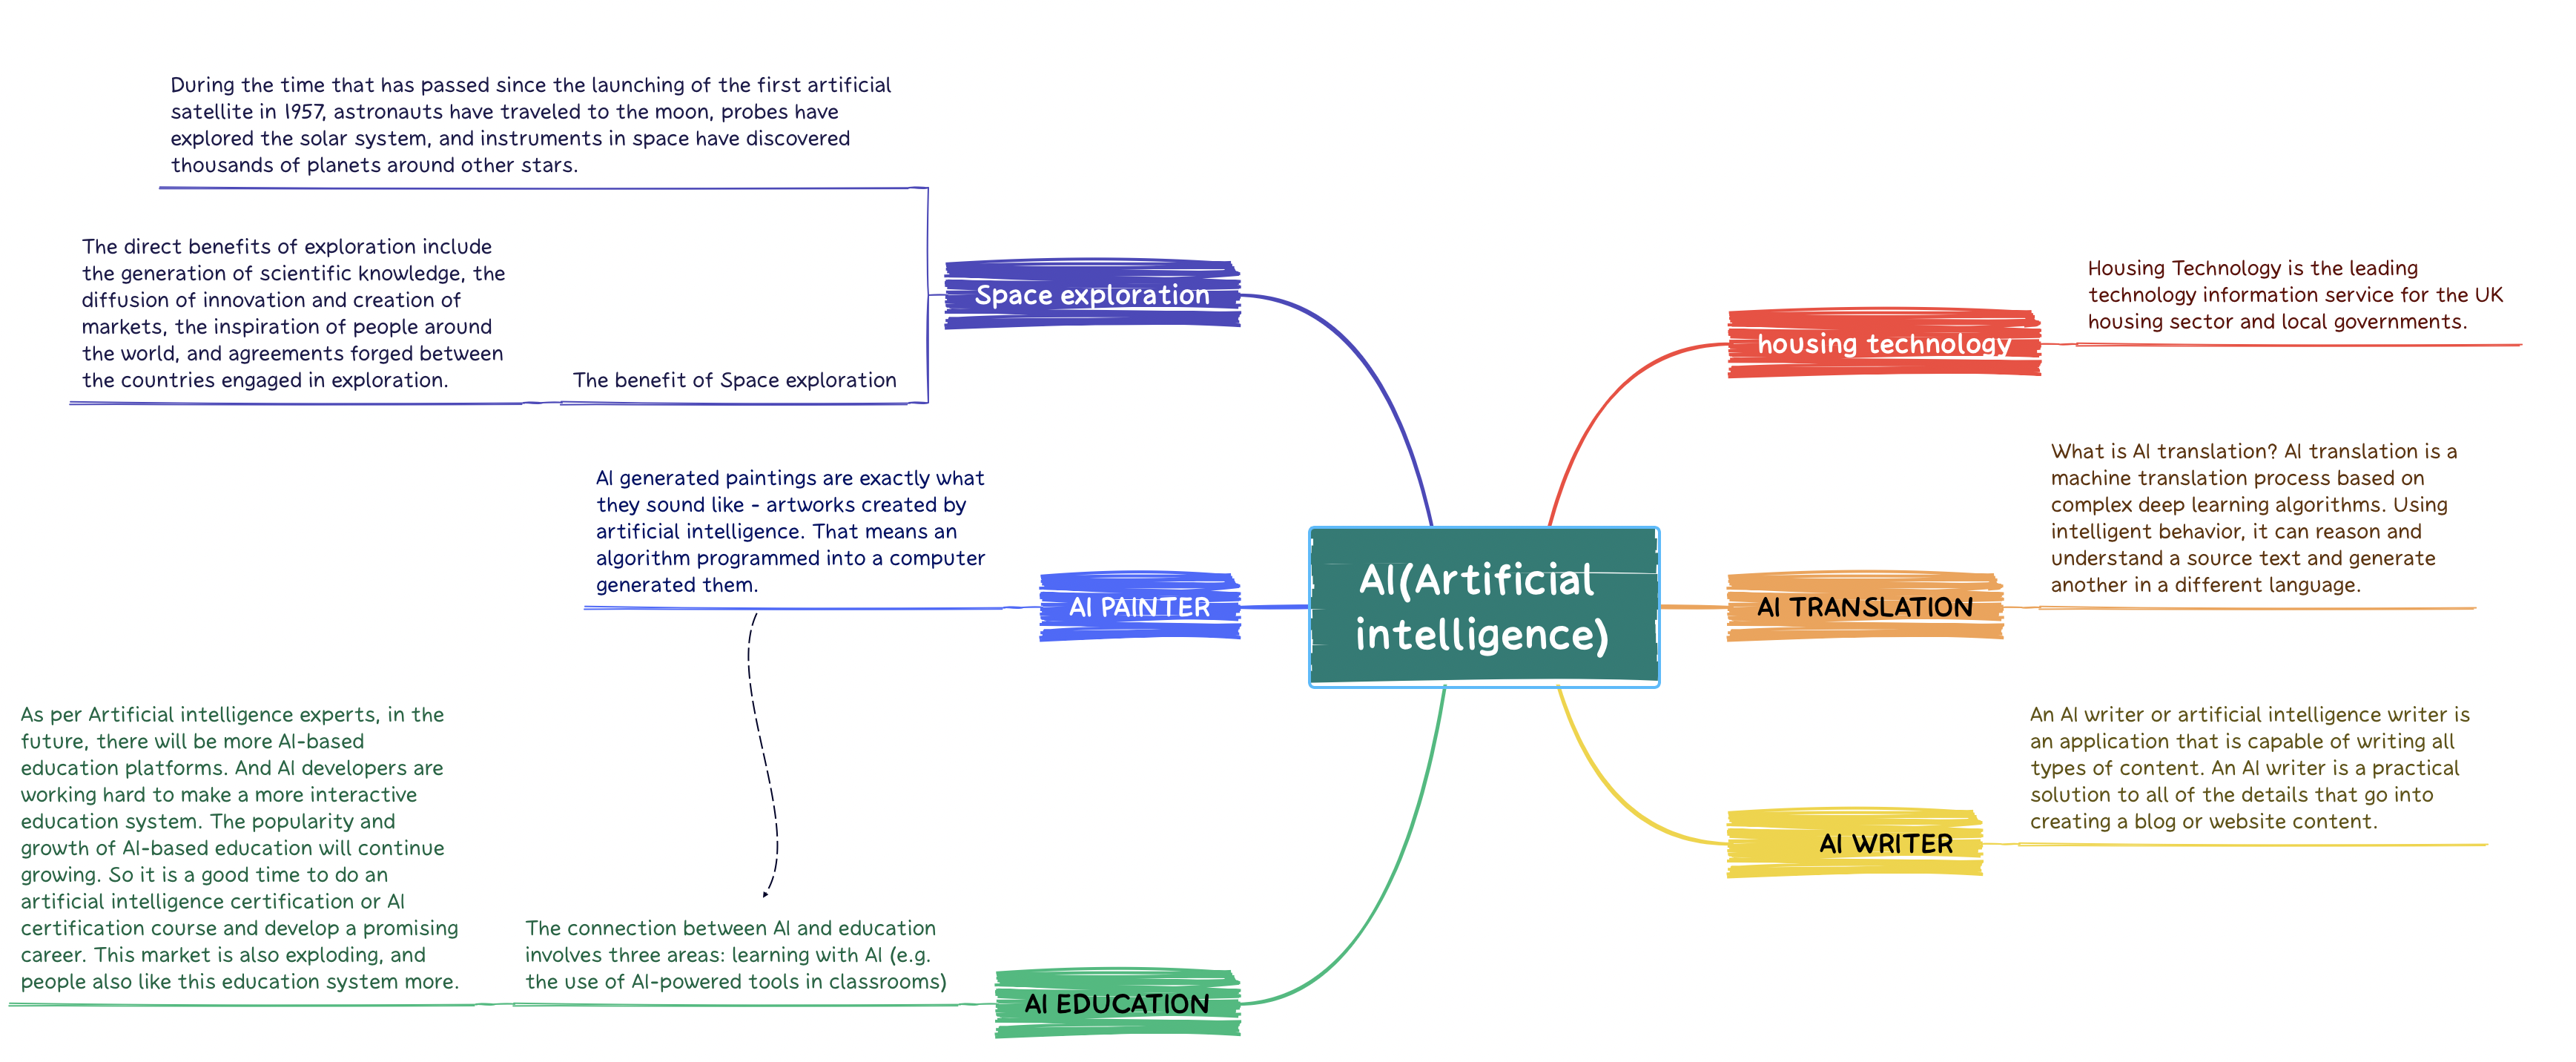 During the time that has passed since the launching of the first artificial
satellite in 1957, astronauts have traveled to the moon, probes have
explored the solar system, and instruments in space have discovered
thousands of planets around other stars.
The direct benefits of exploration include
the generation of scientific knowledge, the
diffusion of innovation and creation of
markets, the inspiration of people around
the world, and agreements forged between
the countries engaged in exploration.
The benefit of Space exploration
Space exploration
AI generated paintings are exactly what
they sound like - artworks created by
artificial intelligence. That means an
algorithm programmed into a computer
generated them.
AI PAINTER
As per Artificial intelligence experts, in the
future, there will be more AI-based
education platforms. And AI developers are
working hard to make a more interactive
education system. The popularity and
growth of AI-based education will continue
growing. So it is a good time to do an
artificial intelligence certification or AI
certification course and develop a promising
career. This market is also exploding, and
people also like this education system more.
The connection between AI and education
involves three areas: learning with AI (e.g.
the use of AI-powered tools in classrooms)
AI EDUCATION
AI(Artificial
intelligence)
housing technology
Housing Technology is the leading
technology information service for the UK
housing sector and local governments.
AI TRANSLATION
What is AI translation? AI translation is a
machine translation process based on
complex deep learning algorithms. Using
intelligent behavior, it can reason and
understand a source text and generate
another in a different language.
AI WRITER
An AI writer or artificial intelligence writer is
an application that is capable of writing all
types of content. An AI writer is a practical
solution to all of the details that go into
creating a blog or website content.